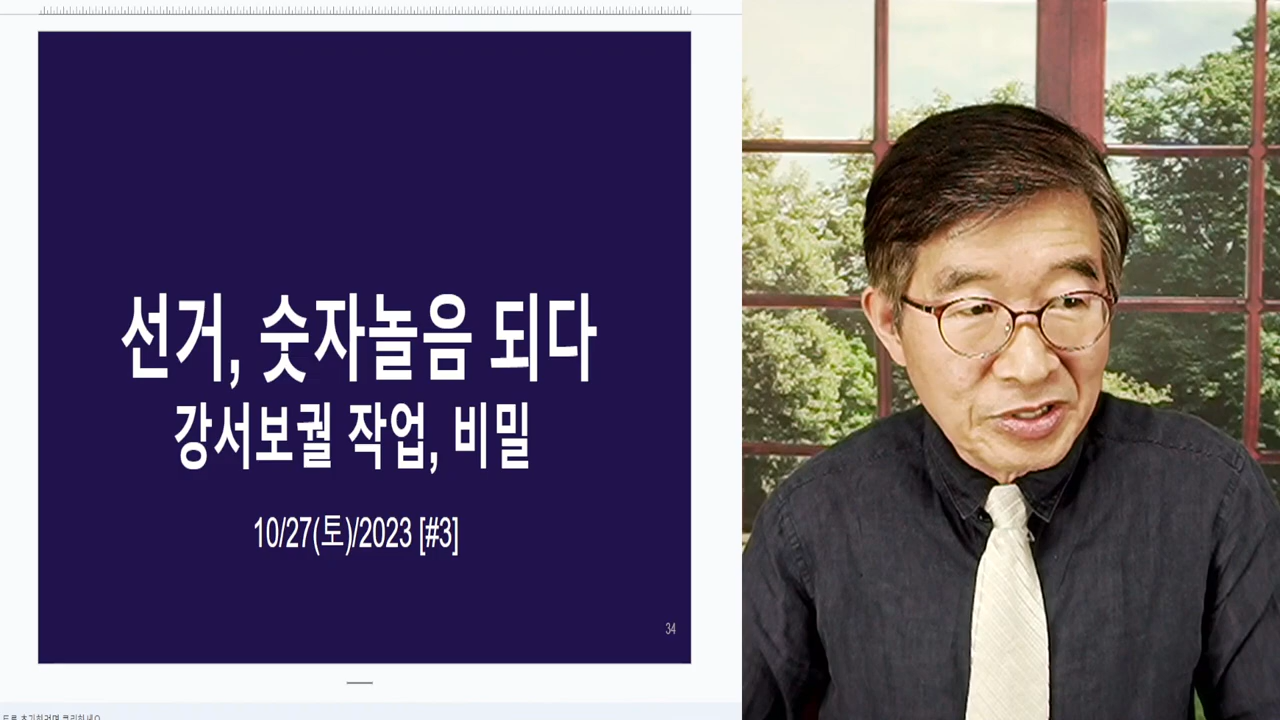 선거, 숫자놀음 되다
강서보궐 작업, 비밀
10/27(토)/2023 [#3]
34